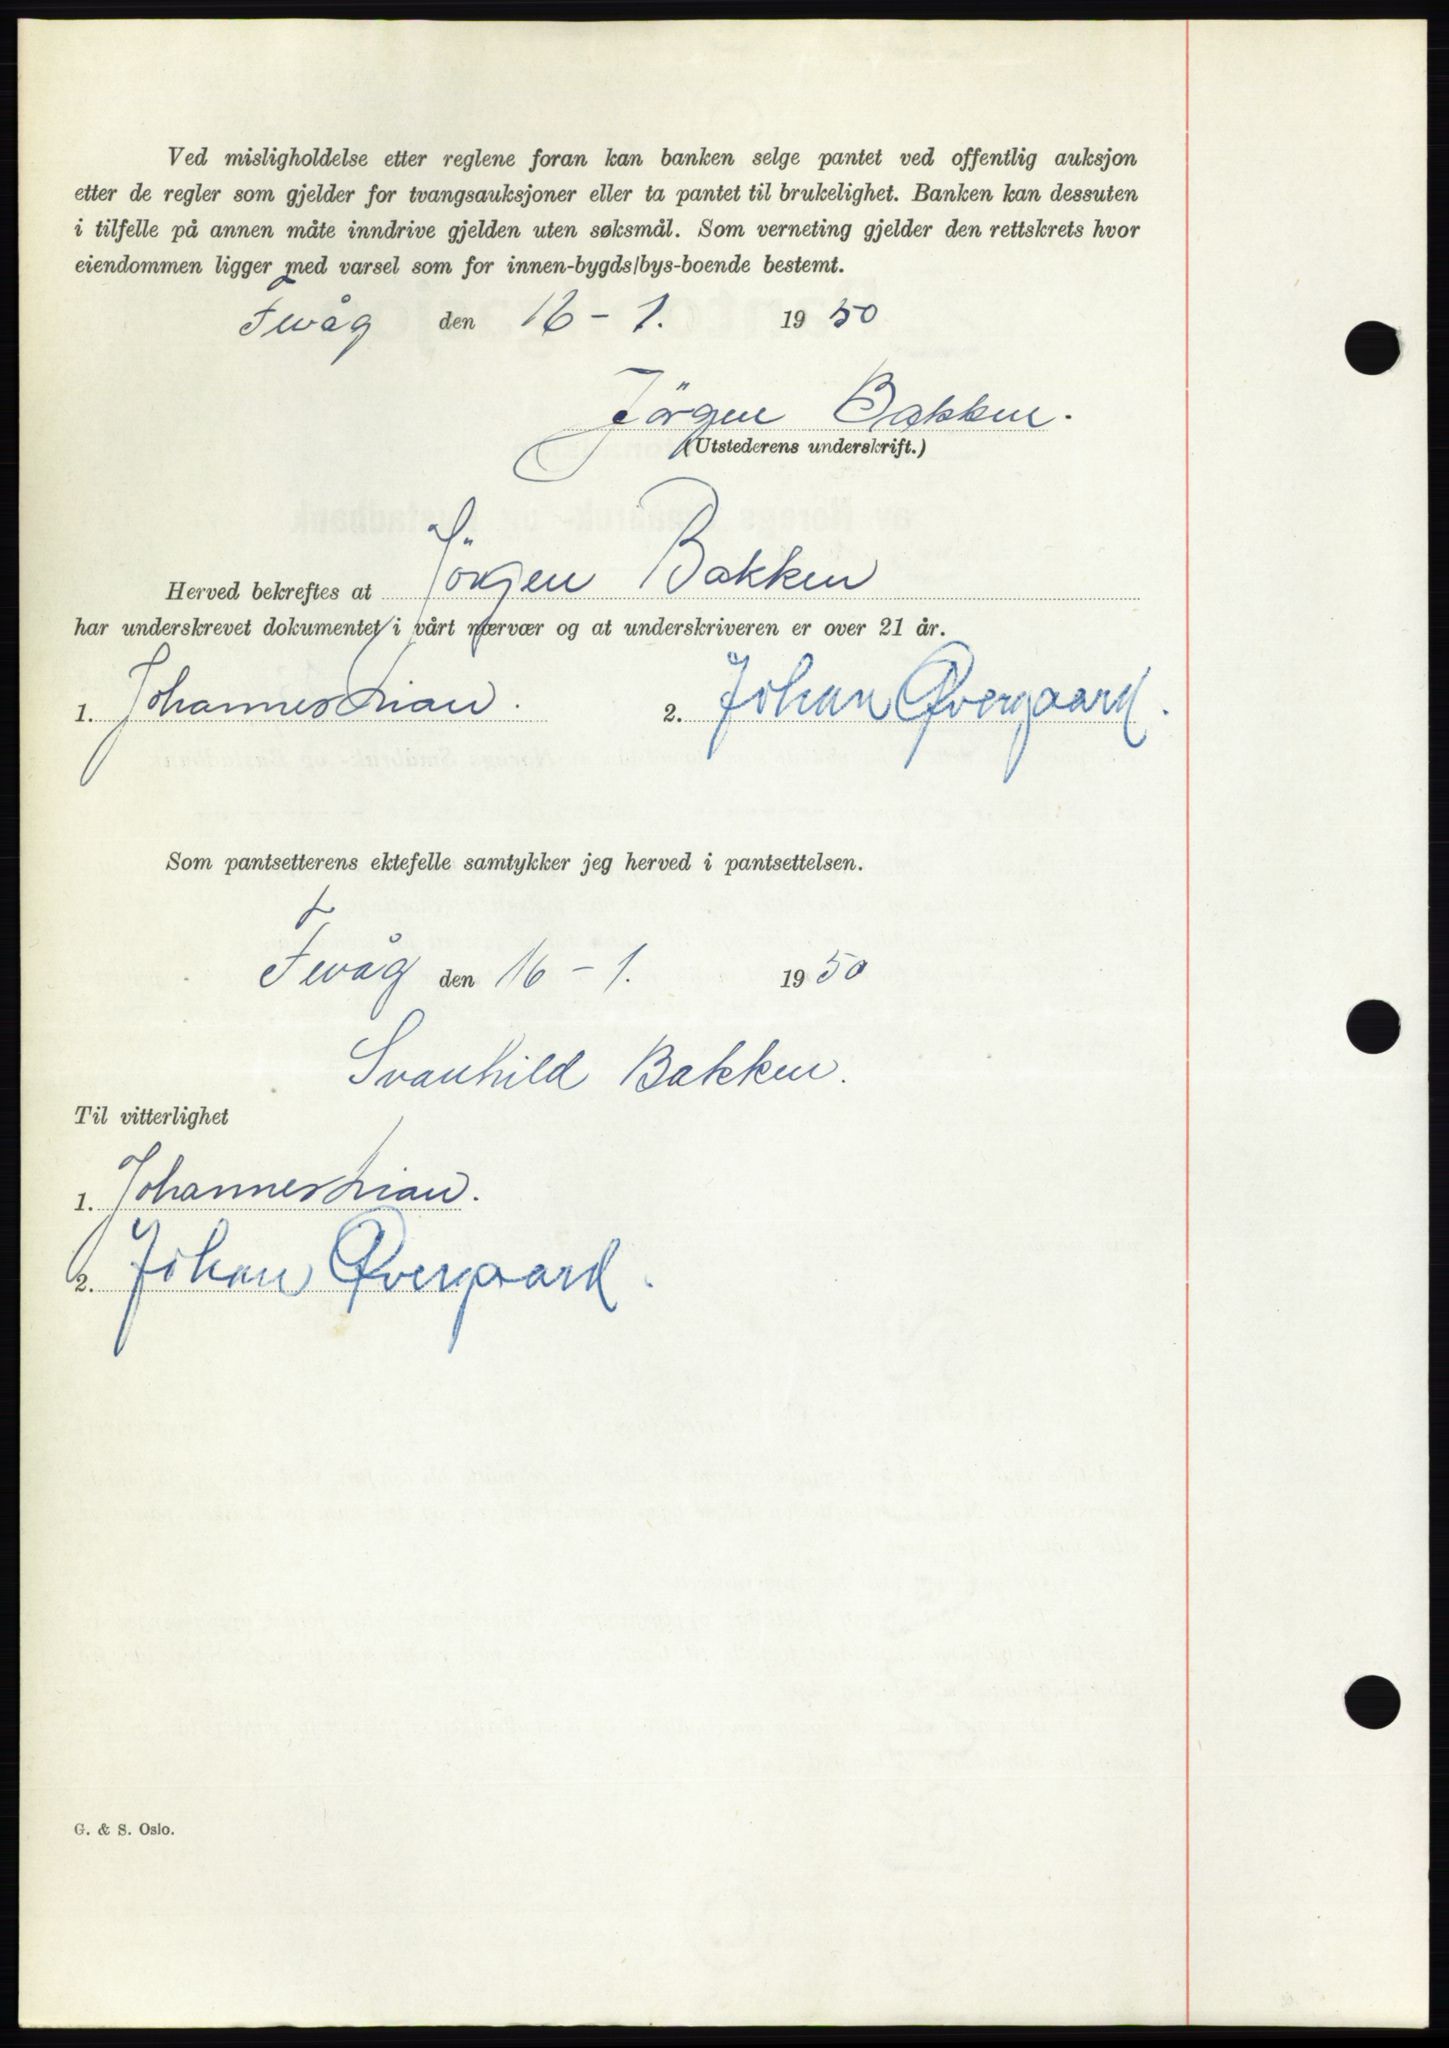 Ved misligholdelse etter reglene foran kan banken selge pantet ved offentlig auksjon
etter de regler som gjelder for tvangsauksjoner eller ta pantet til brukelighet. Banken kan dessuten
i tilfelle på annen måte inndrive gjelden uten søksmål. Som verneting gjelder den rettskrets hvor
eiendommen ligger med varsel som for innen-bygds/bys-boende bestemt.
den 16 - 1. 19 50
Jörgen Bakken.
(Utstederens underskrift.)
Herved bekreftes at Jörgen Bakken
har underskrevet dokumentet i vårt nærvær og at underskriveren er over 21 år.
1. Johannes Lian. 2. Johan Øvergaard.
Som pantsetterens ektefelle samtykker jeg herved i pantsettelsen.
den 16 - 1. 19 50
Svanhild Bakken.
Til vitterlighet
1. Johannes Lian.
2. Johan Øvergaard.
G. & S. Oslo.